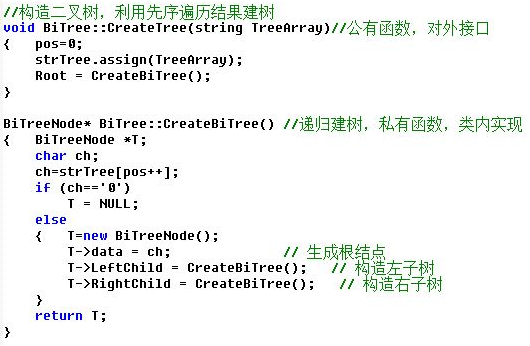 //构造二叉树，利用先序遍历结果建树
void BiTree::CreateTree(string TreeArray)//公有函数，对外接口
{   pos=0;
    strTree.assign(TreeArray);
    Root = CreateBiTree();
}

BiTreeNode* BiTree::CreateBiTree() //递归建树，私有函数，类内实现
{   BiTreeNode *T;
    char ch;
    ch=strTree[pos++];
    if (ch=='0')
        T = NULL;
    else
    {   T=new BiTreeNode();
        T->data = ch;              // 生成根结点
        T->LeftChild = CreateBiTree();   // 构造左子树
        T->RightChild = CreateBiTree();   // 构造右子树
    }
    return T;
}